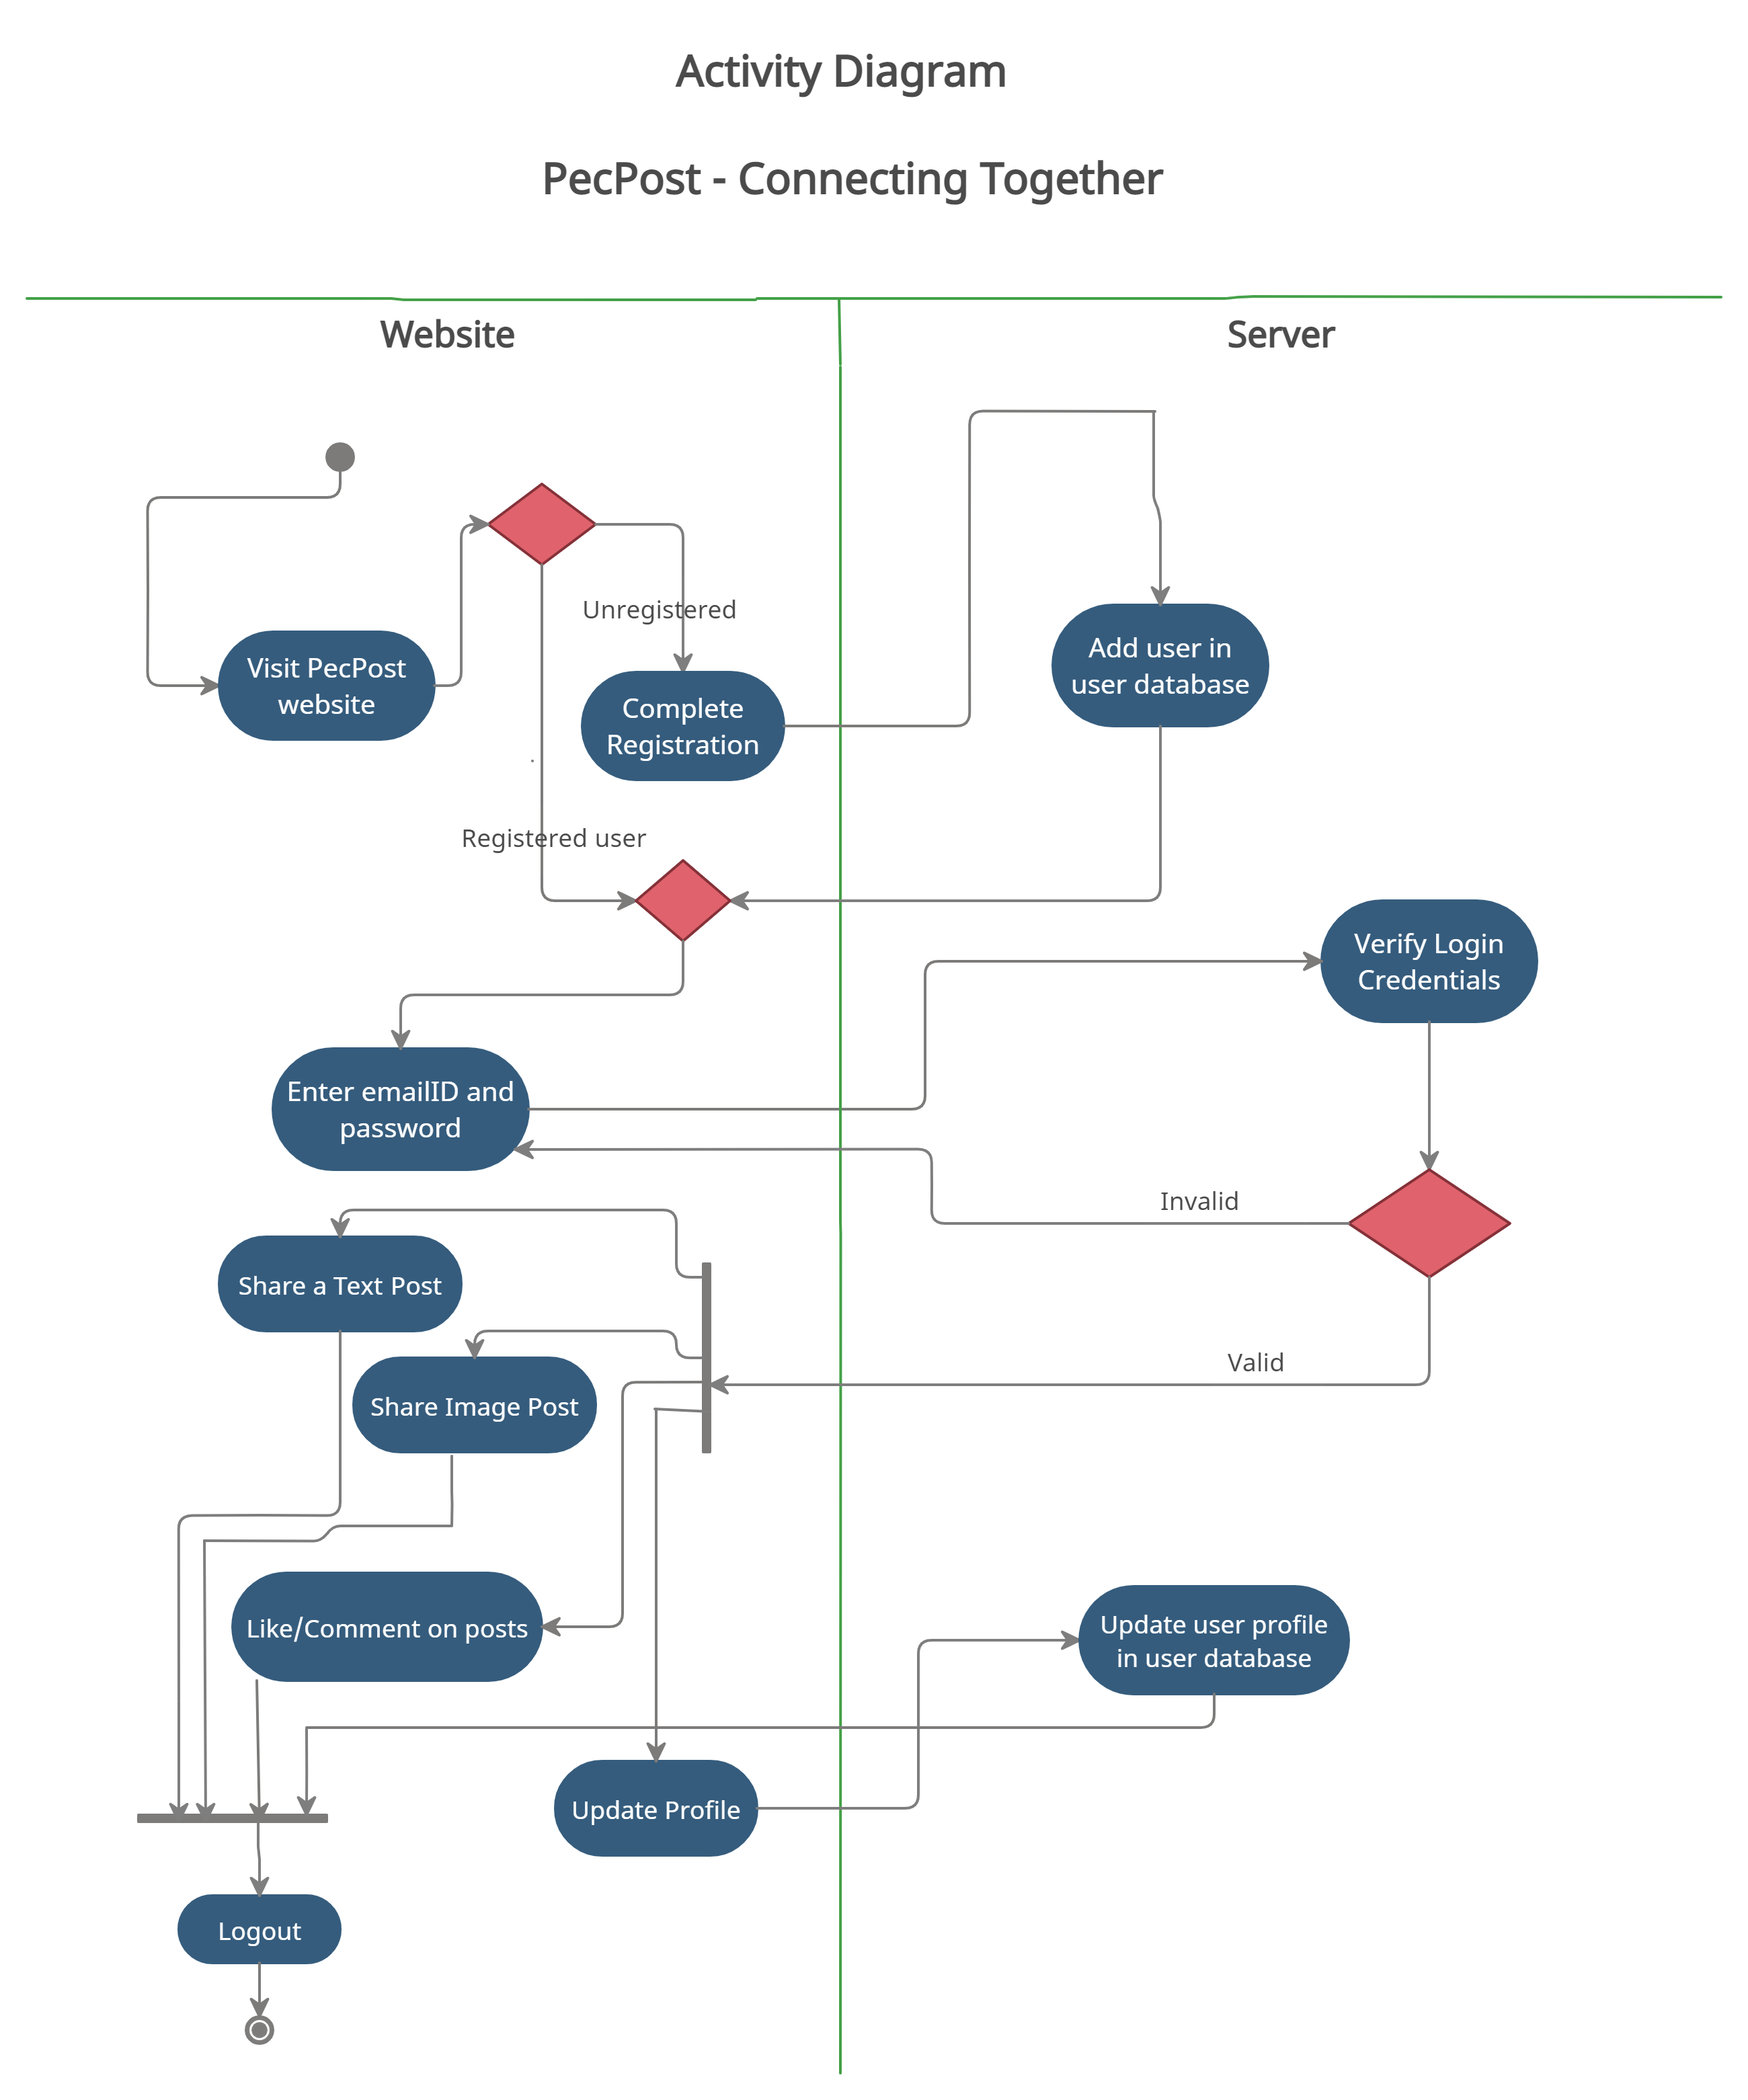 Activity Diagram
PecPost - Connecting Together
Website
Server
Unregistered
Visit PecPost
website
Complete
Registration
Add user in
user database
Registered user
Verify Login
Credentials
Enter emailID and
password
Invalid
Share a Text Post
Valid
Share Image Post
Like/Comment on posts
Update user profile
in user database
Update Profile
Logout